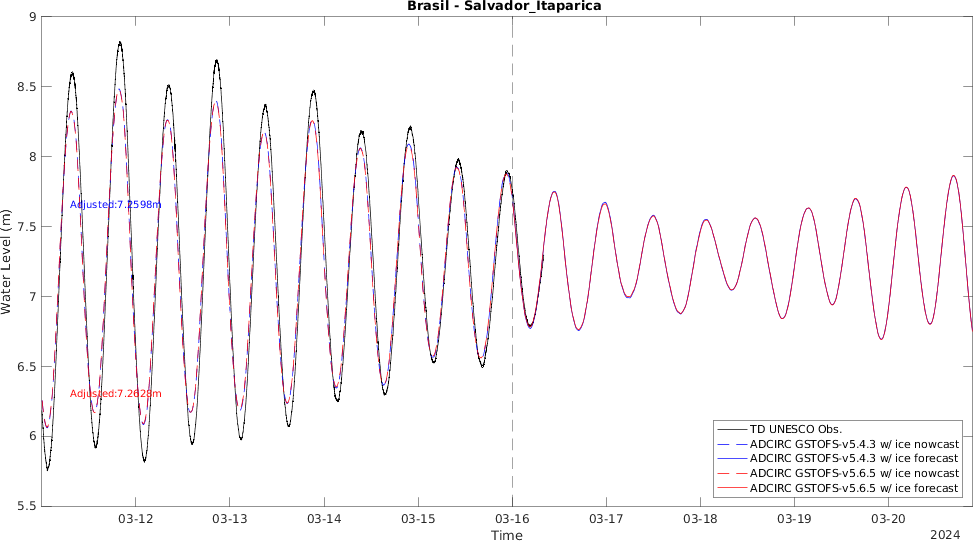 Brasil - Salvador_Itaparica
Water Level (m)
9
8.5
8
7.5
7
6.5
6
5.5
Adjusted:7.2598m
Adjusted:7.2628m
TD UNESCO Obs.
ADCIRC GSTOFS-v5.4.3 w/ ice nowcast
ADCIRC GSTOFS-v5.4.3 w/ ice forecast
ADCIRC GSTOFS-v5.6.5 w/ ice nowcast
ADCIRC GSTOFS-v5.6.5 w/ ice forecast
03-12 03-13 03-14 03-15 03-16 03-17 03-18 03-19 03-20
Time
2024